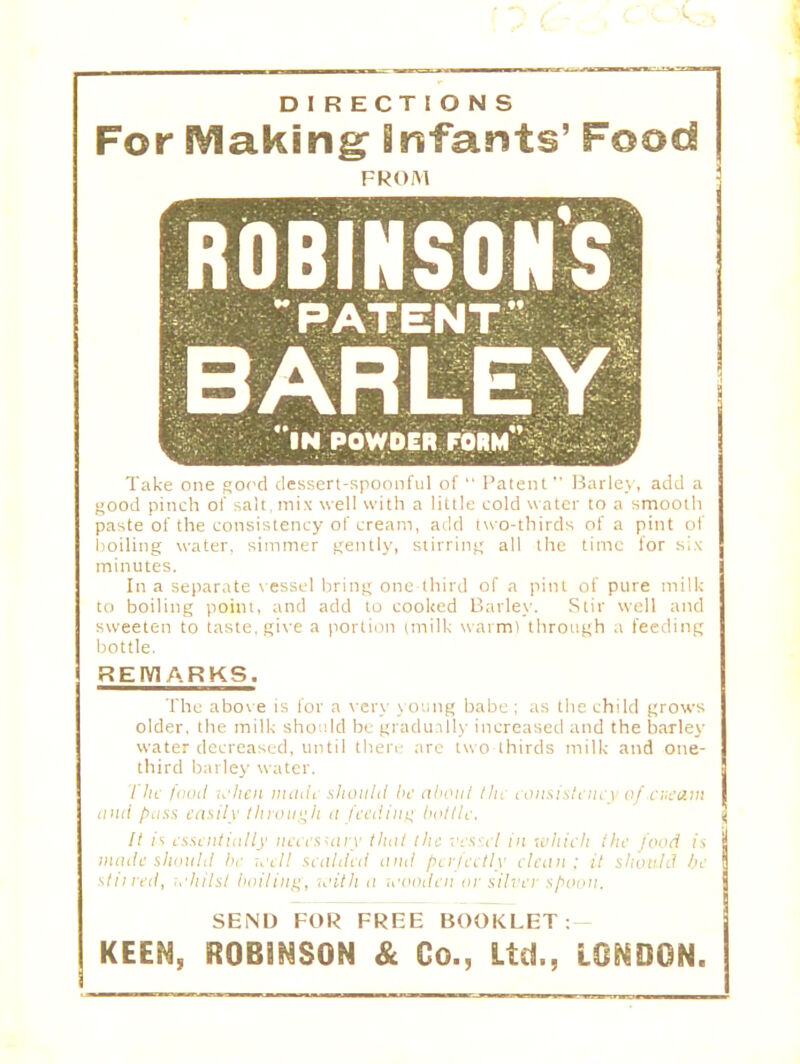 DIRECTIONS
For Making Infants' Food
FROM
ROBINSON'S
"PATENT"
BARLEY
"IN POWDER FORM"
Take one good dessert-spoonful of "Patent" Barley, add a
good pinch of salt, mix well with a little cold water to a smooth
paste of the consistency of cream, add two-thirds of a pint of
boiling water, simmer gently, stirring all the time for six
minutes.
In a separate vessel bring one-third of a pint of pure milk
to boiling point, and add to cooked Barley. Stir well and
sweeten to taste, give a portion (milk warm) through a feeding
bottle.
REMARKS.
The above is for a very young babe; as the child grows
older, the milk should be gradually increased and the barley
water decreased, until there are two thirds milk and one-
third barley water.
The food when made should be about the consistency of cream
and pass easily through a feeding bottle.
It is essentially necessary that the vessel in which the food is
made should be well scalded and perfectly clean; it should be
stirred, whilst boiling, with a wooden or silver spoon.
SEND FOR FREE BOOKLET:—
KEEN, ROBINSON & Co., Ltd., LONDON.